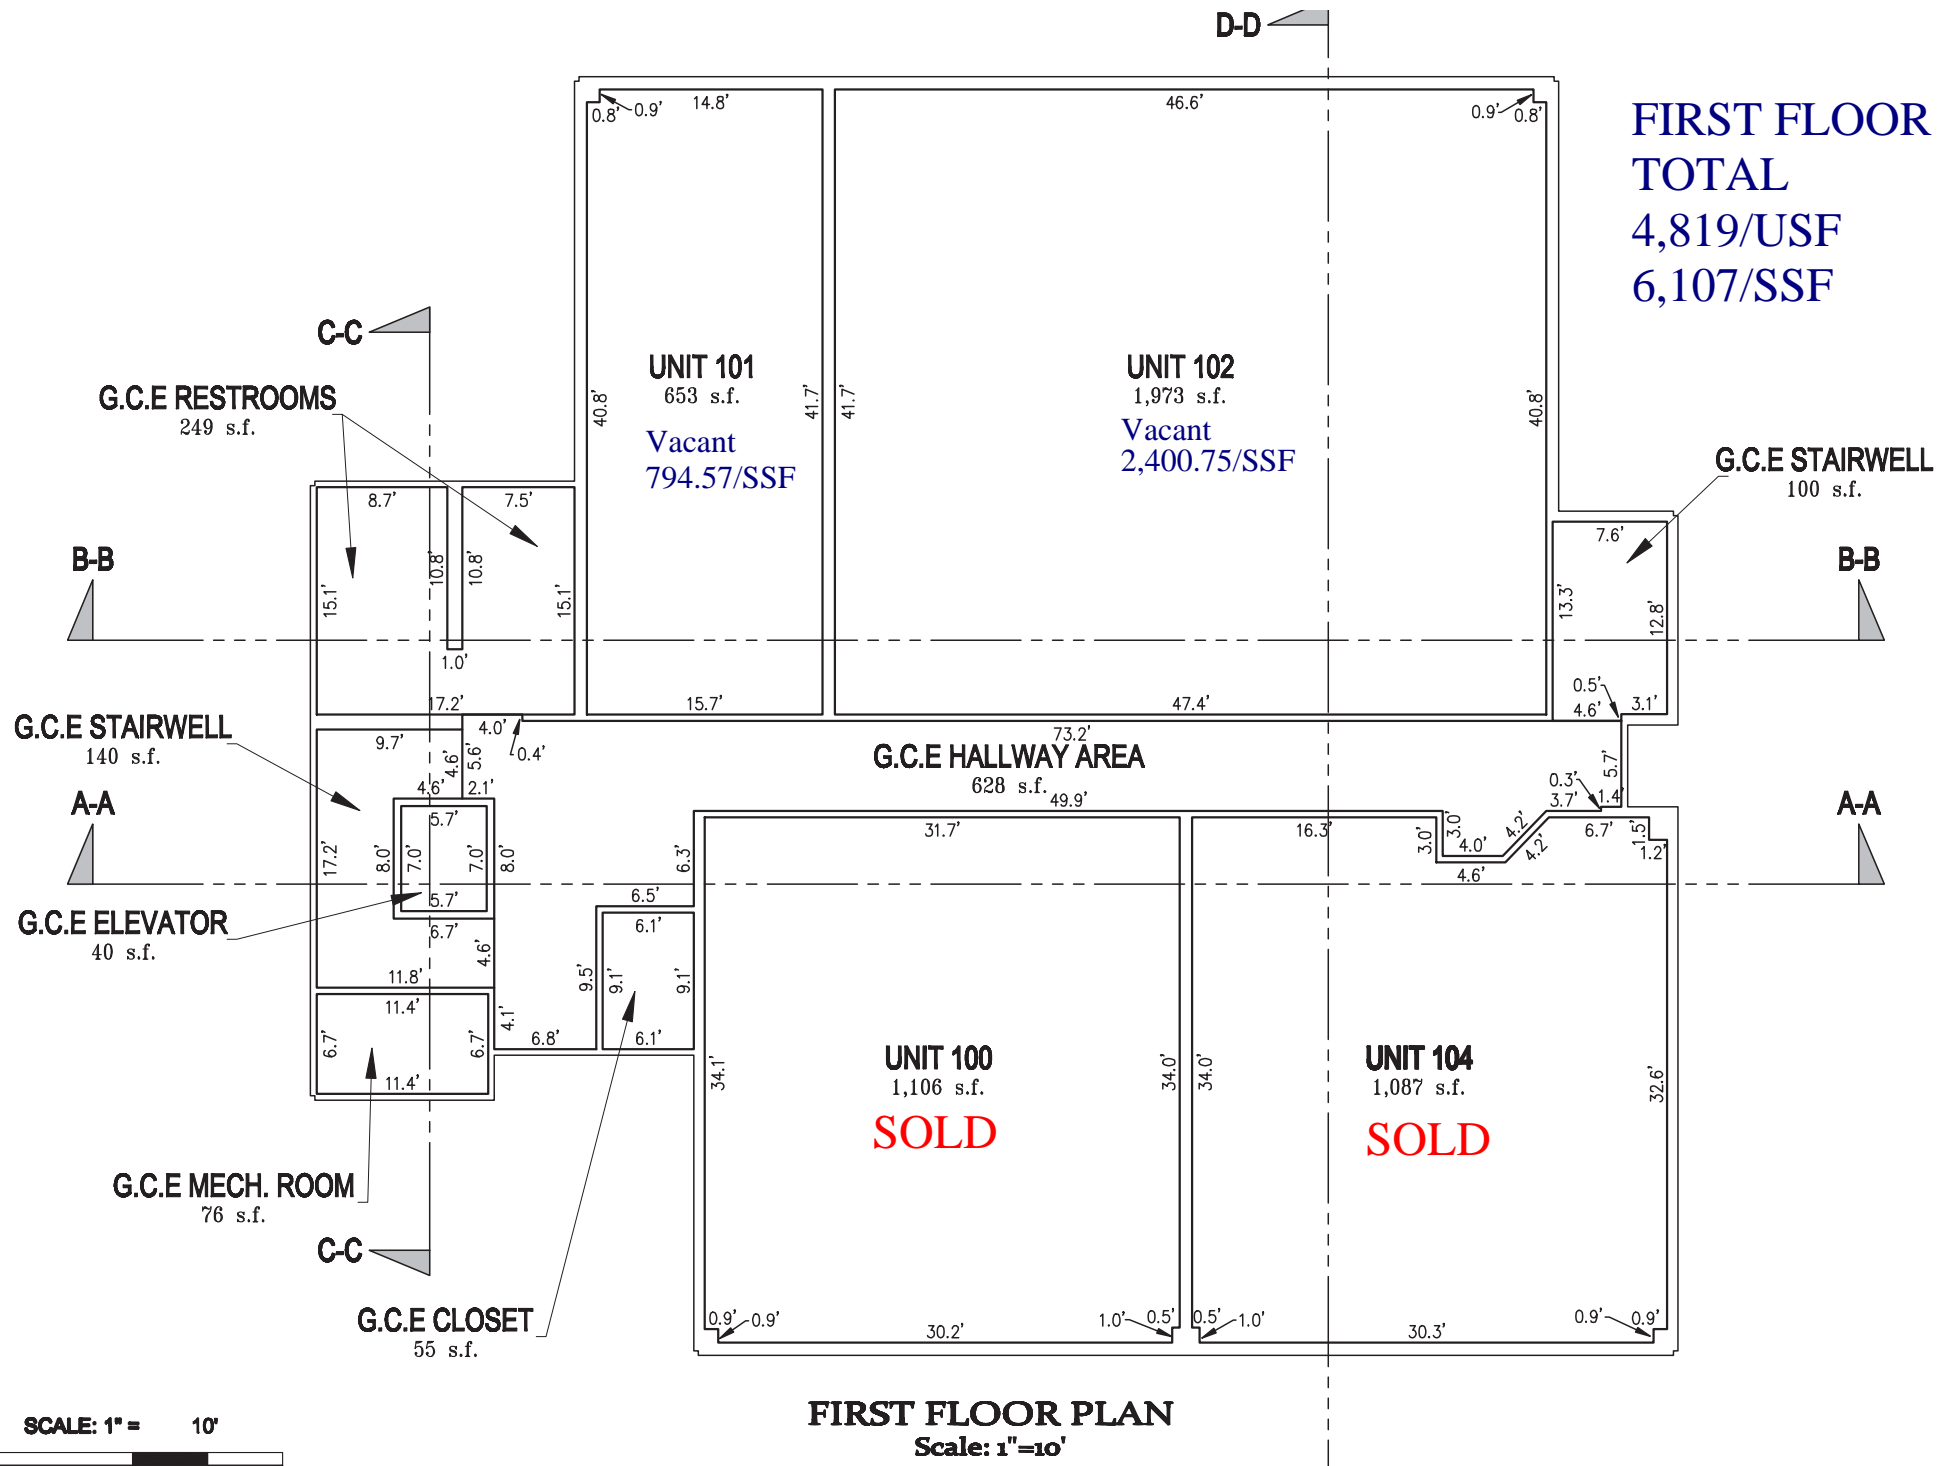 D-D
14.8'
46.6'
0.8'
0.9'
0.9'
0.8'
FIRST FLOOR
TOTAL
4,819/USF
6,107/SSF
C-C
UNIT 101
653 s.f.
Vacant
794.57/SSF
40.8'
41.7'
41.7'
UNIT 102
1,973 s.f.
Vacant
2,400.75/SSF
40.8'
G.C.E RESTROOMS
249 s.f.
G.C.E STAIRWELL
100 s.f.
8.7'
7.5'
10.8'
10.8'
15.1'
15.1'
1.0'
17.2'
7.6'
13.3'
12.8'
B-B
B-B
15.7'
47.4'
0.5'
4.6'
3.1'
G.C.E STAIRWELL
140 s.f.
9.7'
4.0'
0.4'
4.6'
5.6'
73.2'
G.C.E HALLWAY AREA
628 s.f.
49.9'
5.7'
0.3'
3.7'
1.4'
A-A
A-A
4.6'
2.1'
5.7'
17.2'
8.0'
7.0'
7.0'
8.0'
5.7'
6.7'
4.6'
11.8'
G.C.E ELEVATOR
40 s.f.
31.7'
16.3'
3.0'
3.0'
4.0'
4.2'
4.2'
4.6'
6.7'
1.5'
1.2'
6.3'
6.5'
6.1'
9.5'
9.1'
9.1'
6.1'
11.4'
6.7'
6.7'
11.4'
4.1'
6.8'
34.1'
UNIT 100
1,106 s.f.
SOLD
34.0'
34.0'
UNIT 104
1,087 s.f.
SOLD
32.6'
G.C.E MECH. ROOM
76 s.f.
C-C
G.C.E CLOSET
55 s.f.
0.9'
0.9'
30.2'
1.0'
0.5'
0.5'
1.0'
30.3'
0.9'
0.9'
SCALE: 1" = 10'
FIRST FLOOR PLAN
Scale: 1"=10'